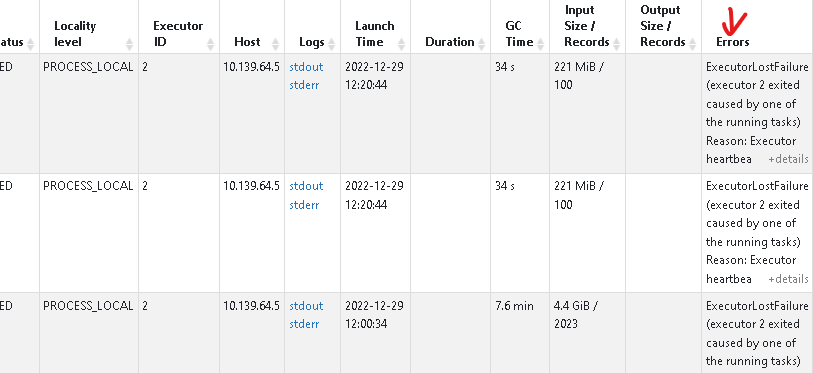 Locality Executor Launch GC Input Output
Size / Size /
atus level ID Host Logs Time Duration Time Records Records Errors
ED PROCESS_LOCAL 2 10.139.64.5 stdout 2022-12-29 34 s 221 MiB / ExecutorLostFailure
stderr 12:20:44 100 (executor 2 exited
caused by one of
the running tasks)
Reason: Executor
heartbea +details
ED PROCESS_LOCAL 2 10.139.64.5 stdout 2022-12-29 34 s 221 MiB / ExecutorLostFailure
stderr 12:20:44 100 (executor 2 exited
caused by one of
the running tasks)
Reason: Executor
heartbea +details
ED PROCESS_LOCAL 2 10.139.64.5 stdout 2022-12-29 7.6 min 4.4 GiB / ExecutorLostFailure
stderr 12:00:34 2023 (executor 2 exited
caused by one of
the running tasks)